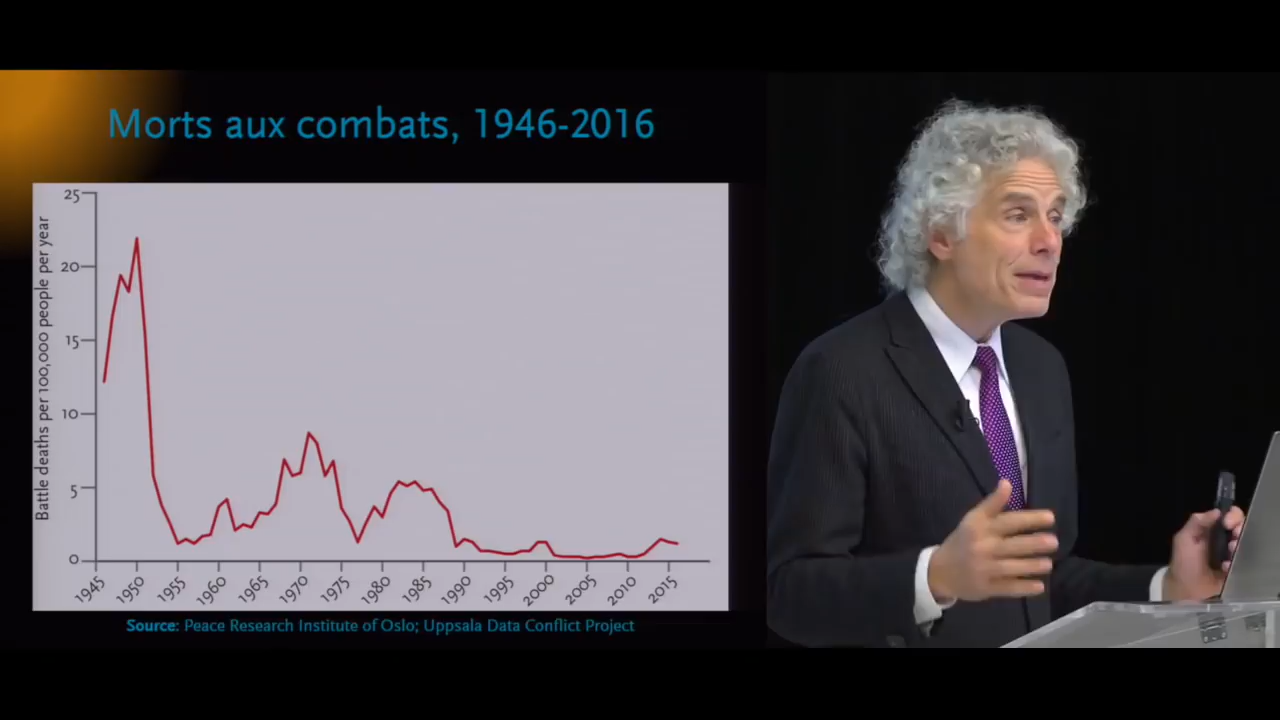 Morts aux combats, 1946-2016
Battle deaths per 100,000 people per year
25
20
15
10
5
0
1945 1950 1955 1960 1965 1970 1975 1980 1985 1990 1995 2000 2005 2010 2015
Source: Peace Research Institute of Oslo; Uppsala Data Conflict Project